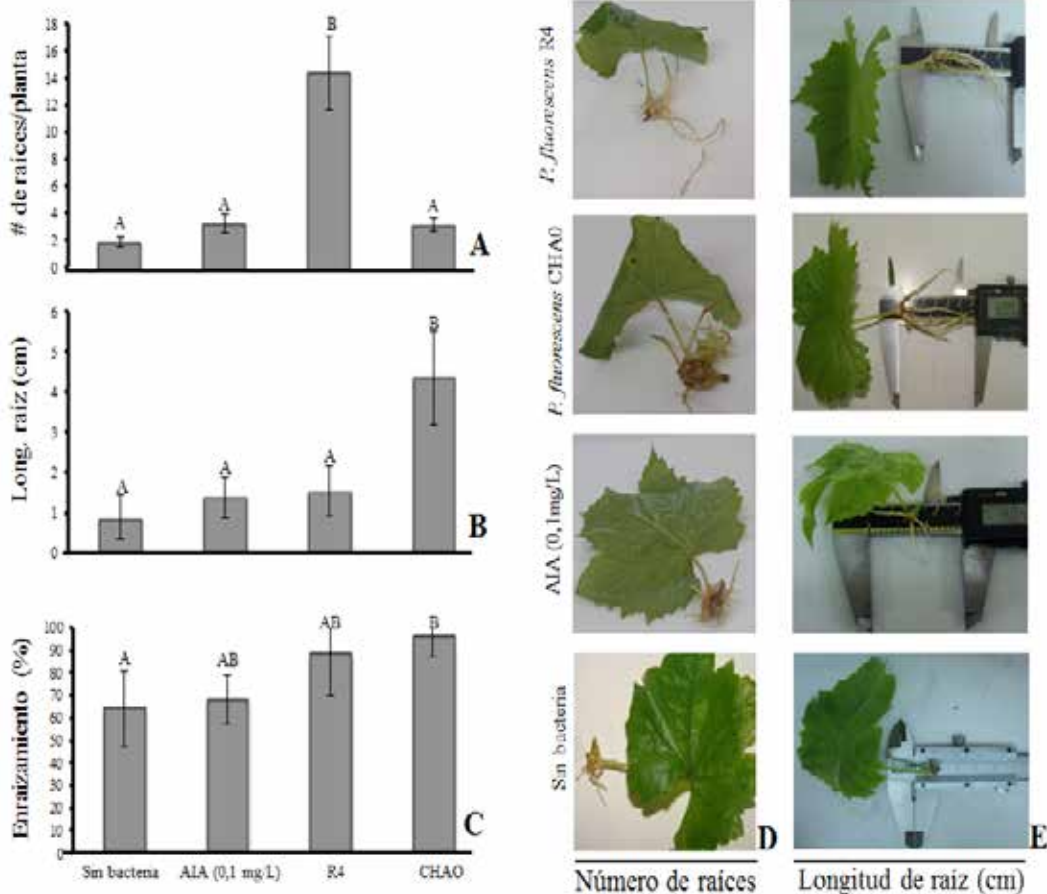 # de raíces/planta
18
16
14
12
10
8
6
4
2
0
A
A
B
A
A
Long. raiz (cm)
6
5
4
3
2
1
0
A
A
A
B
B
Enraizamiento (%)
100
90
80
70
60
50
40
30
20
10
0
A
AB
AB
B
C
Sin bacteria
AIA (0,1 mg/L)
R4
CHAO
P. fluorescens R4
P. fluorescens CHA0
AIA (0,1mg/L)
Sin bacteria
D
E
Número de raíces
Longitud de raiz (cm)